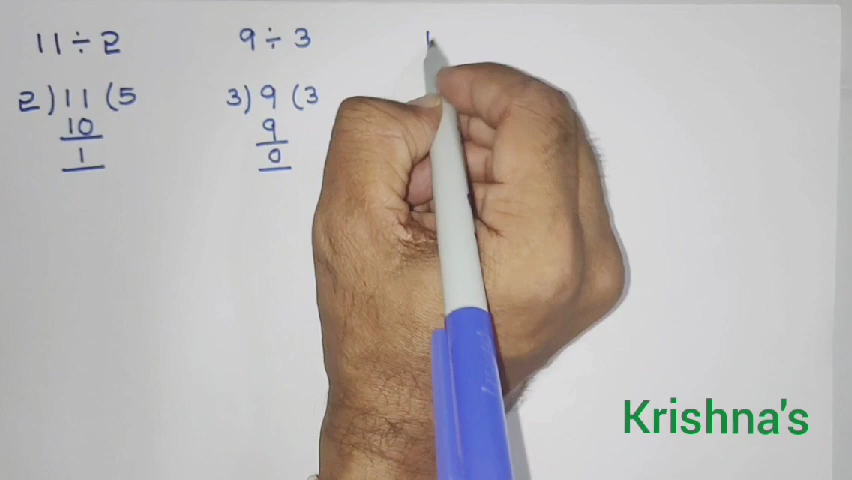 11 ÷ 2
2 ) 11 ( 5
10
1
9 ÷ 3
3 ) 9 ( 3
9
0
Krishna's